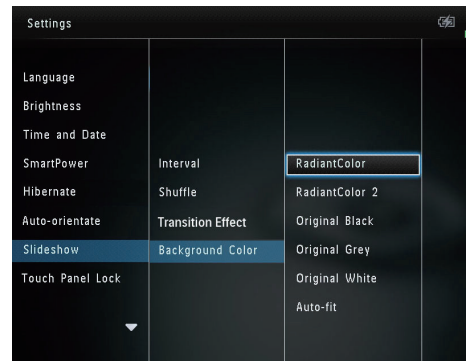 Settings
Language
Brightness
Time and Date
SmartPower
Hibernate
Auto-orientate
Slideshow
Touch Panel Lock
Interval
Shuffle
Transition Effect
Background Color
RadiantColor
RadiantColor 2
Original Black
Original Grey
Original White
Auto-fit